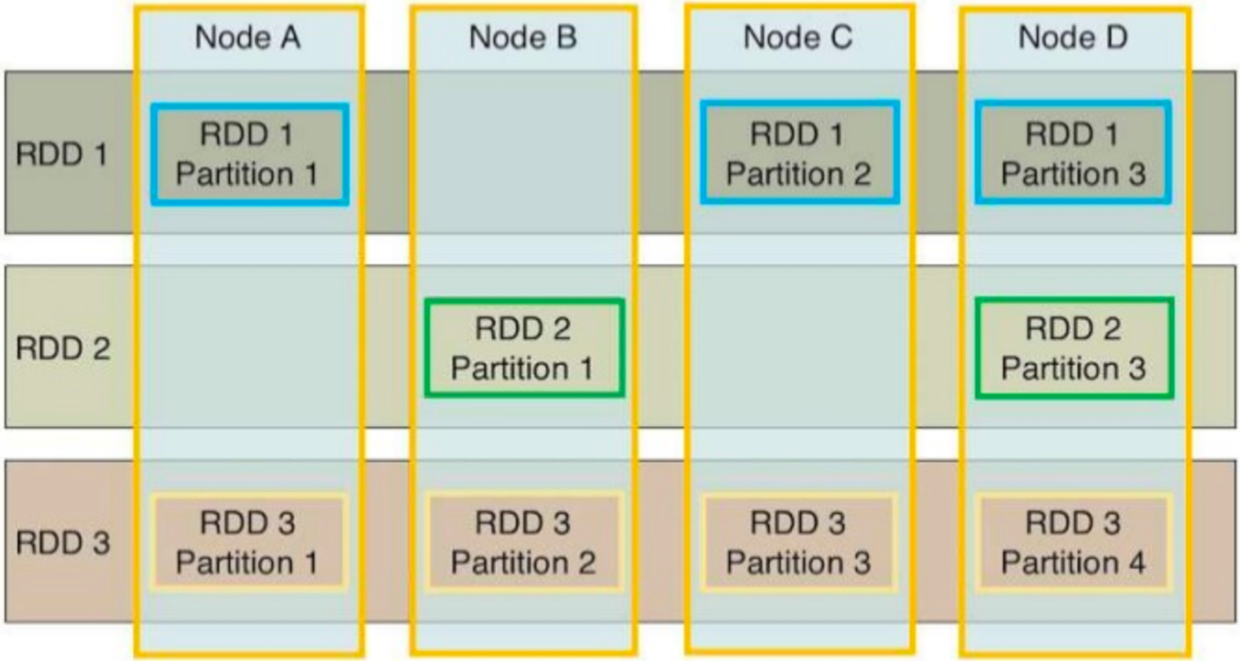 Node A
Node B
Node C
Node D
RDD 1
RDD 1
Partition 1
RDD 1
Partition 2
RDD 1
Partition 3
RDD 2
RDD 2
Partition 1
RDD 2
Partition 3
RDD 3
RDD 3
Partition 1
RDD 3
Partition 2
RDD 3
Partition 3
RDD 3
Partition 4